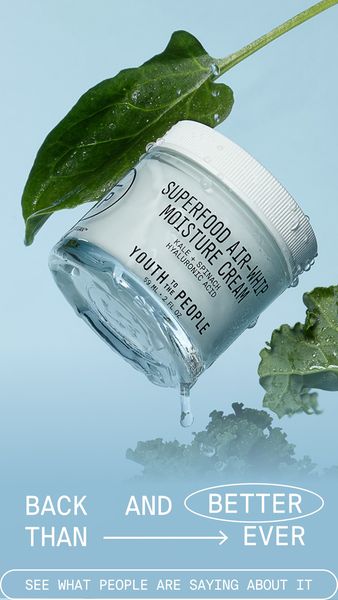 SUPERFOOD AIR-WHIP
MOISTURE CREAM
KALE + SPINACH
HYALURONIC ACID
YOUTH TO THE PEOPLE
59 ML - 2 FL OZ
BACK AND BETTER
THAN EVER
SEE WHAT PEOPLE ARE SAYING ABOUT IT